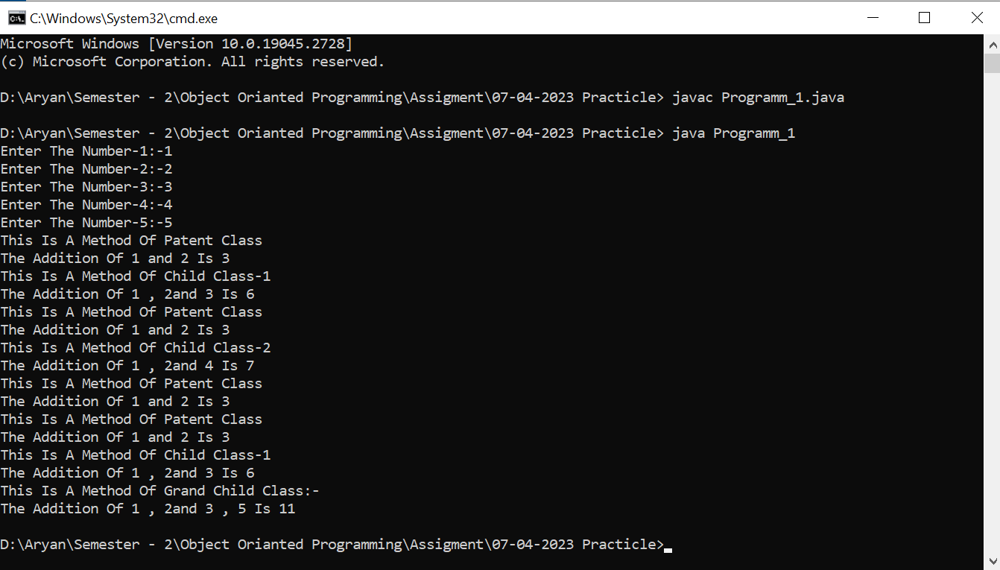 C:\Windows\System32\cmd.exe
Microsoft Windows [Version 10.0.19045.2728]
(c) Microsoft Corporation. All rights reserved.
D:\Aryan\Semester - 2\Object Orianted Programming\Assigment\07-04-2023 Practicle> javac Programm_1.java
D:\Aryan\Semester - 2\Object Orianted Programming\Assigment\07-04-2023 Practicle> java Programm_1
Enter The Number-1:-1
Enter The Number-2:-2
Enter The Number-3:-3
Enter The Number-4:-4
Enter The Number-5:-5
This Is A Method Of Patent Class
The Addition Of 1 and 2 Is 3
This Is A Method Of Child Class-1
The Addition Of 1 , 2and 3 Is 6
This Is A Method Of Patent Class
The Addition Of 1 and 2 Is 3
This Is A Method Of Child Class-2
The Addition Of 1 , 2and 4 Is 7
This Is A Method Of Patent Class
The Addition Of 1 and 2 Is 3
This Is A Method Of Patent Class
The Addition Of 1 and 2 Is 3
This Is A Method Of Child Class-1
The Addition Of 1 , 2and 3 Is 6
This Is A Method Of Grand Child Class:-
The Addition Of 1 , 2and 3 , 5 Is 11
D:\Aryan\Semester - 2\Object Orianted Programming\Assigment\07-04-2023 Practicle>